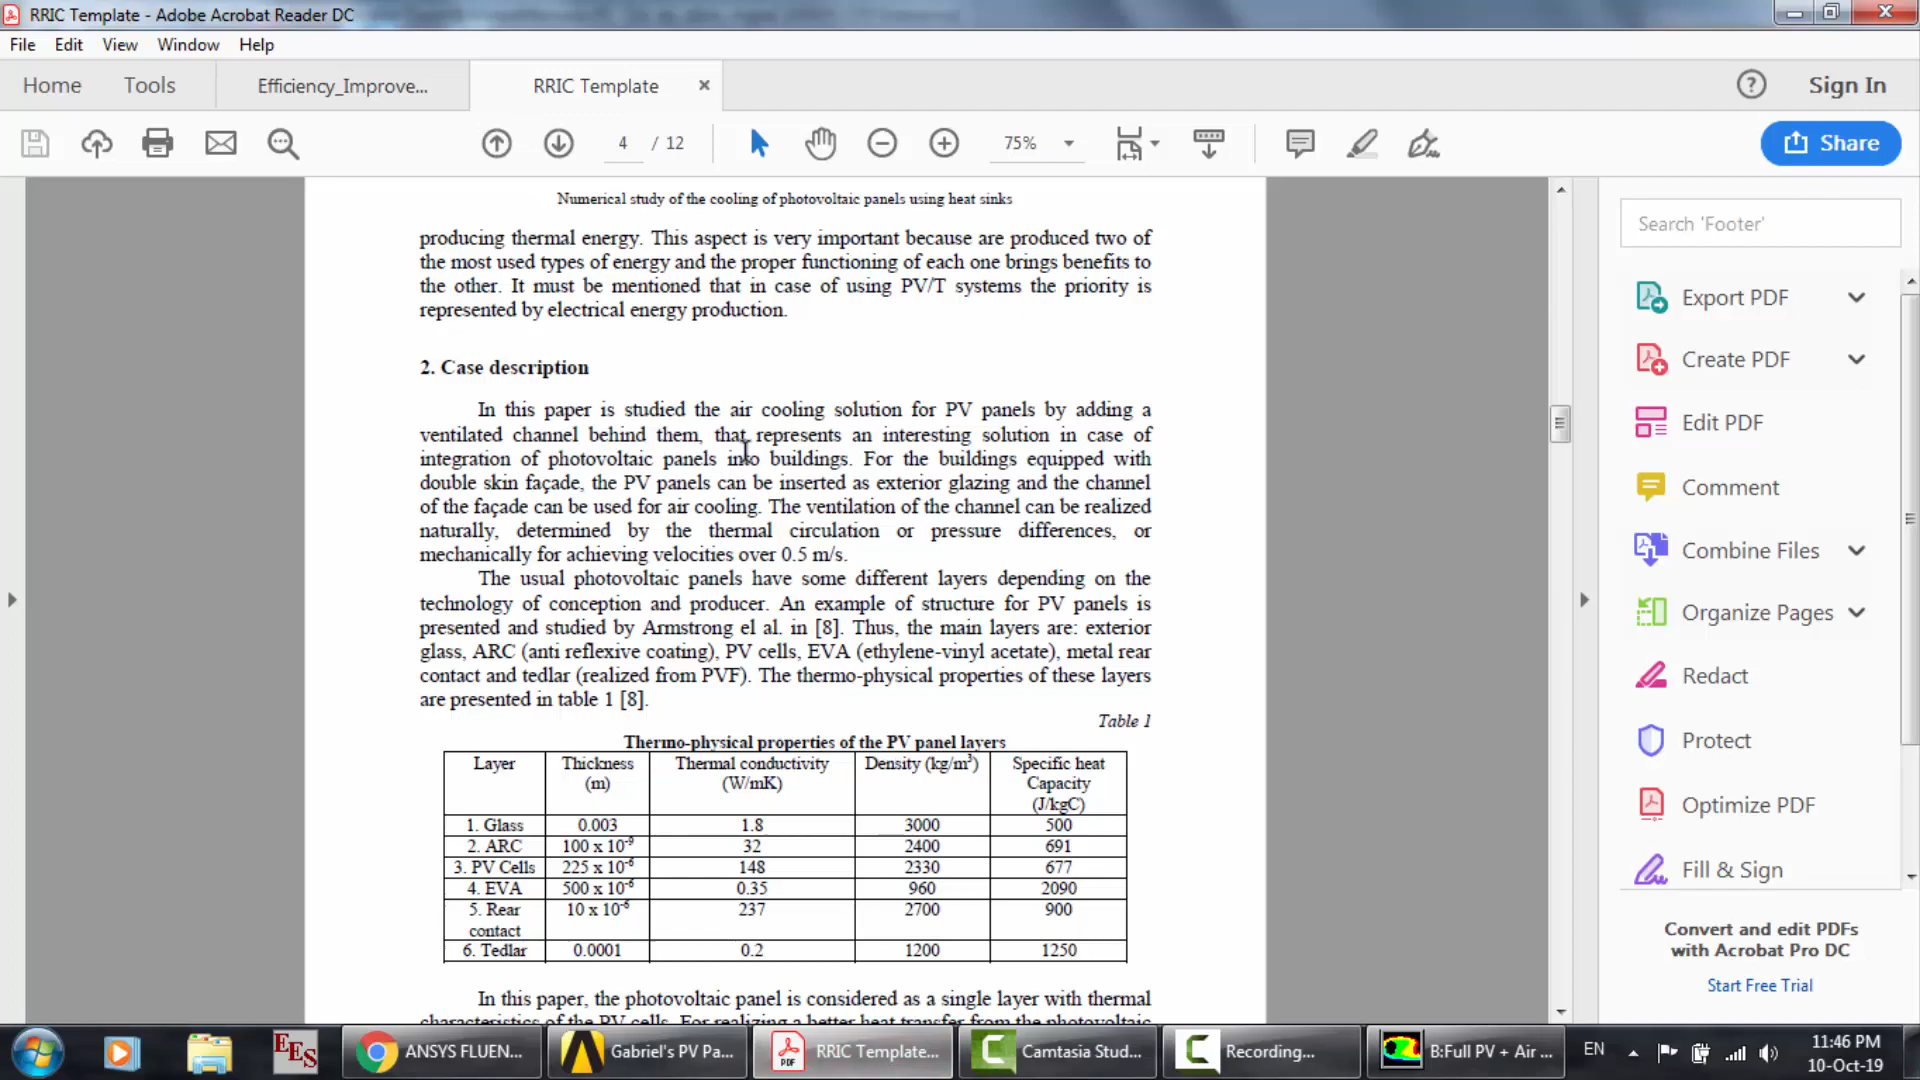 RRIC Template - Adobe Acrobat Reader DC
File Edit View Window Help
Home Tools Efficiency_Improve... RRIC Template Sign In
4 / 12 75% Share
Numerical study of the cooling of photovoltaic panels using heat sinks
producing thermal energy. This aspect is very important because are produced two of
the most used types of energy and the proper functioning of each one brings benefits to
the other. It must be mentioned that in case of using PV/T systems the priority is
represented by electrical energy production.
2. Case description
In this paper is studied the air cooling solution for PV panels by adding a
ventilated channel behind them, that represents an interesting solution in case of
integration of photovoltaic panels into buildings. For the buildings equipped with
double skin façade, the PV panels can be inserted as exterior glazing and the channel
of the façade can be used for air cooling. The ventilation of the channel can be realized
naturally, determined by the thermal circulation or pressure differences, or
mechanically for achieving velocities over 0.5 m/s.
The usual photovoltaic panels have some different layers depending on the
technology of conception and producer. An example of structure for PV panels is
presented and studied by Armstrong el al. in [8]. Thus, the main layers are: exterior
glass, ARC (anti reflexive coating), PV cells, EVA (ethylene-vinyl acetate), metal rear
contact and tedlar (realized from PVF). The thermo-physical properties of these layers
are presented in table 1 [8].
Table 1
Thermo-physical properties of the PV panel layers
Layer Thickness (m) Thermal conductivity (W/mK) Density (kg/m³) Specific heat Capacity (J/kgC)
1. Glass 0.003 1.8 3000 500
2. ARC 100 x 10⁻⁹ 32 2400 691
3. PV Cells 225 x 10⁻⁶ 148 2330 677
4. EVA 500 x 10⁻⁶ 0.35 960 2090
5. Rear contact 10 x 10⁻⁶ 237 2700 900
6. Tedlar 0.0001 0.2 1200 1250
In this paper, the photovoltaic panel is considered as a single layer with thermal
characteristics of the PV cells. For realizing a better heat transfer from the photovoltaic
Search 'Footer'
Export PDF
Create PDF
Edit PDF
Comment
Combine Files
Organize Pages
Redact
Protect
Optimize PDF
Fill & Sign
Convert and edit PDFs
with Acrobat Pro DC
Start Free Trial
EES ANSYS FLUEN... Gabriel's PV Pa... PDF RRIC Template... Camtasia Stud... Recording... B:Full PV + Air ... EN 11:46 PM
10-Oct-19